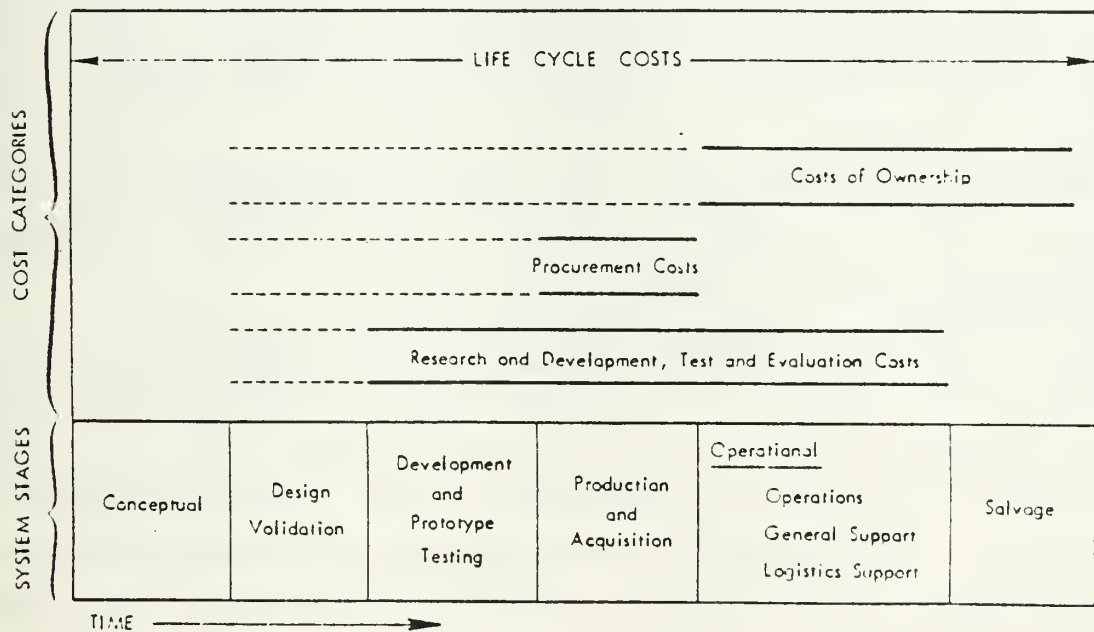 COST CATEGORIES
LIFE CYCLE COSTS
Costs of Ownership
Procurement Costs
Research and Development, Test and Evaluation Costs
SYSTEM STAGES
Conceptual
Design
Validation
Development
and
Prototype
Testing
Production
and
Acquisition
Operational
Operations
General Support
Logistics Support
Salvage
TIME